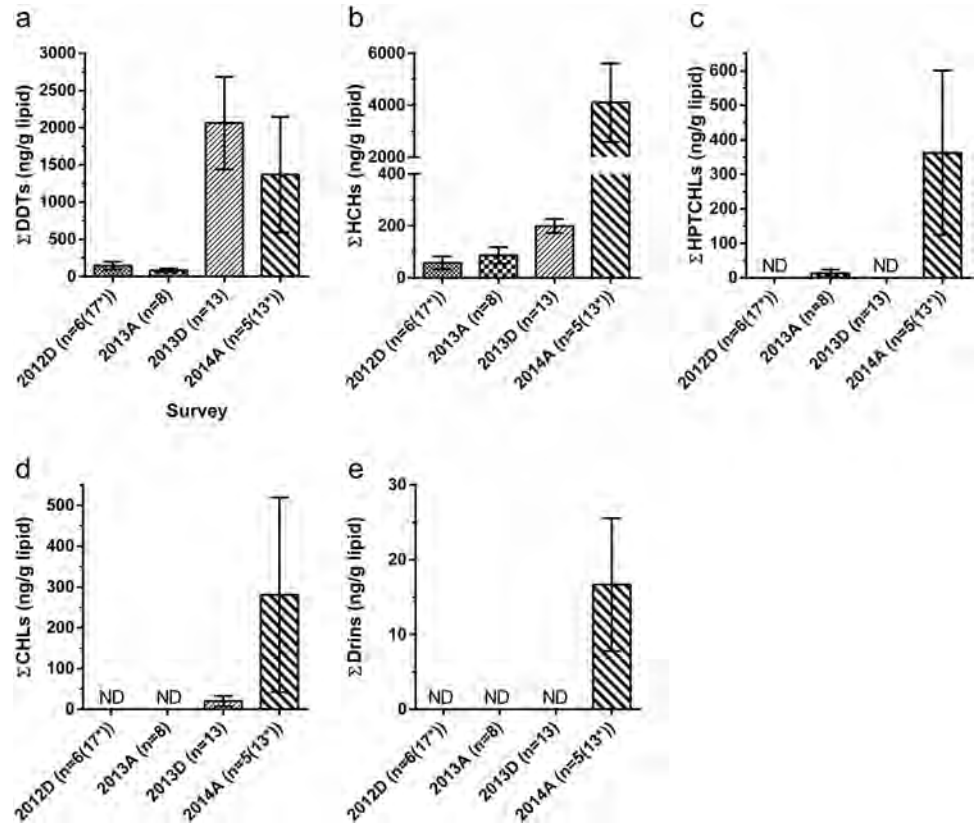 a
3000
2500
2000
1500
1000
500
0
ΣDDTs (ng/g lipid)
2012D (n=6(17*))
2013A (n=8)
2013D (n=13)
2014A (n=5(13*))
Survey
b
6000
4000
2000
400
200
0
ΣHCHs (ng/g lipid)
2012D (n=6(17*))
2013A (n=8)
2013D (n=13)
2014A (n=5(13*))
c
600
500
400
300
200
100
0
ΣHPTCHLs (ng/g lipid)
ND
ND
2012D (n=6(17*))
2013A (n=8)
2013D (n=13)
2014A (n=5(13*))
d
500
400
300
200
100
0
ΣCHLs (ng/g lipid)
ND
ND
2012D (n=6(17*))
2013A (n=8)
2013D (n=13)
2014A (n=5(13*))
e
30
20
10
0
ΣDrins (ng/g lipid)
ND
ND
ND
2012D (n=6(17*))
2013A (n=8)
2013D (n=13)
2014A (n=5(13*))